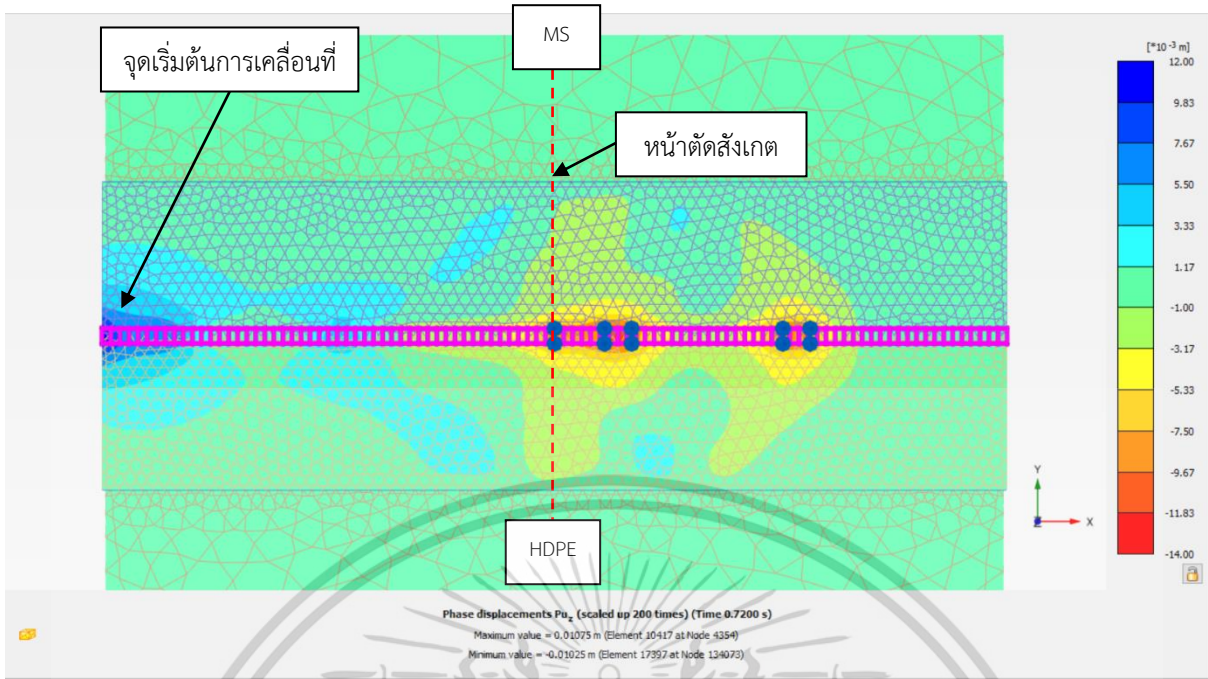 MS
จุดเริ่มต้นการเคลื่อนที่
หน้าตัดสังเกต
HDPE
[*10 -3 m]
12.00
9.83
7.67
5.50
3.33
1.17
-1.00
-3.17
-5.33
-7.50
-9.67
-11.83
-14.00
Y
X
Phase displacements Puz (scaled up 200 times) (Time 0.7200 s)
Maximum value = 0.01075 m (Element 10417 at Node 4354)
Minimum value = -0.01025 m (Element 17397 at Node 134073)